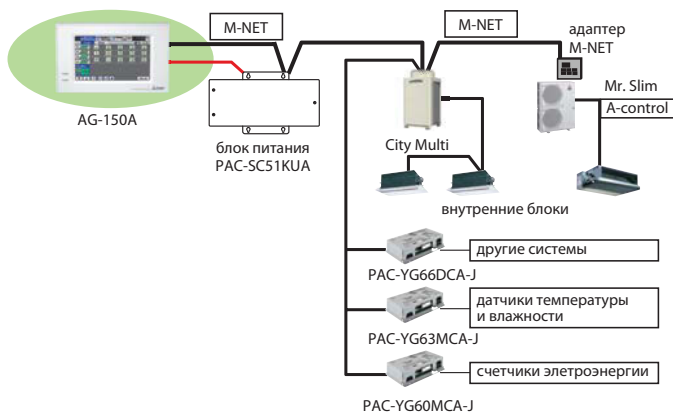 M-NET
M-NET
адаптер
M-NET
AG-150A
блок питания
PAC-SC51KUA
City Multi
Mr. Slim
A-control
внутренние блоки
другие системы
PAC-YG66DCA-J
датчики температуры
и влажности
PAC-YG63MCA-J
счетчики элетроэнергии
PAC-YG60MCA-J